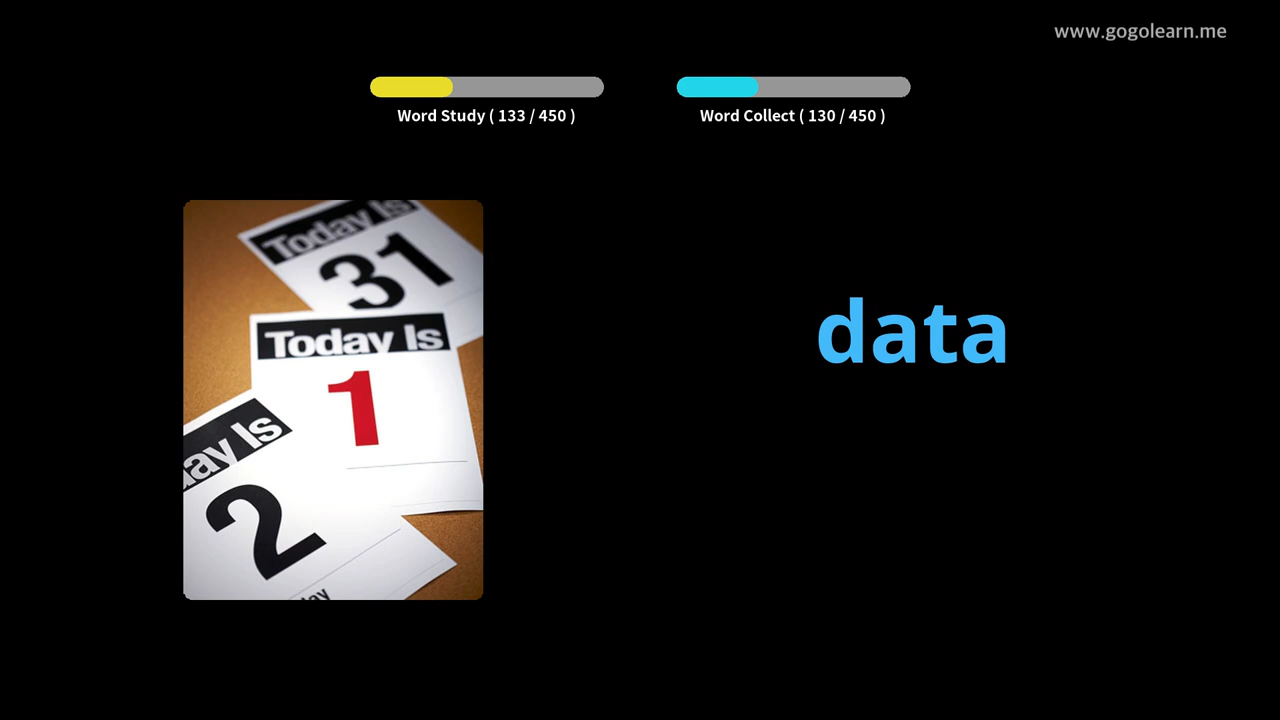 www.gogolearn.me
Word Study ( 133 / 450 )
Word Collect ( 130 / 450 )
Today Is
31
Today Is
1
day Is
2
data